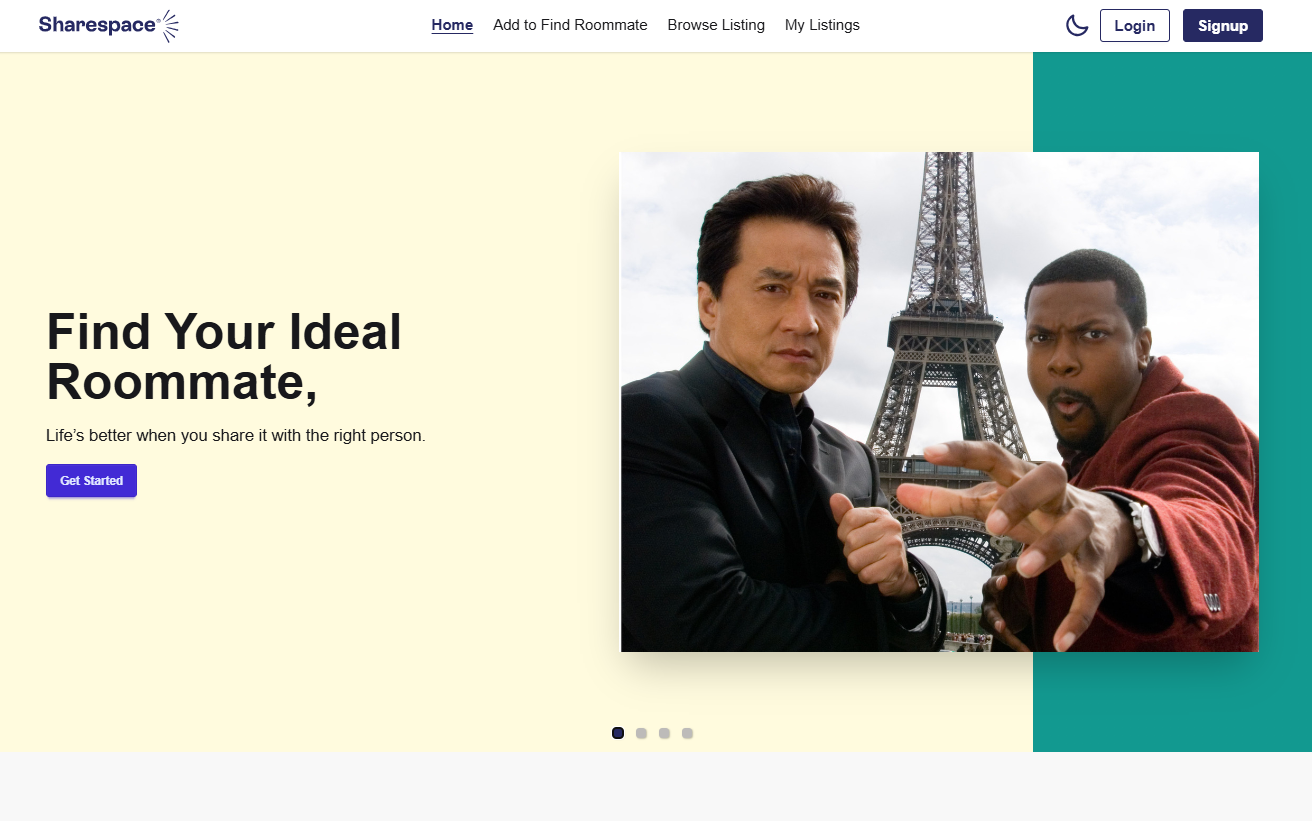 Sharespace®
Home
Add to Find Roommate
Browse Listing
My Listings
Login
Signup
Find Your Ideal
Roommate,
Life’s better when you share it with the right person.
Get Started